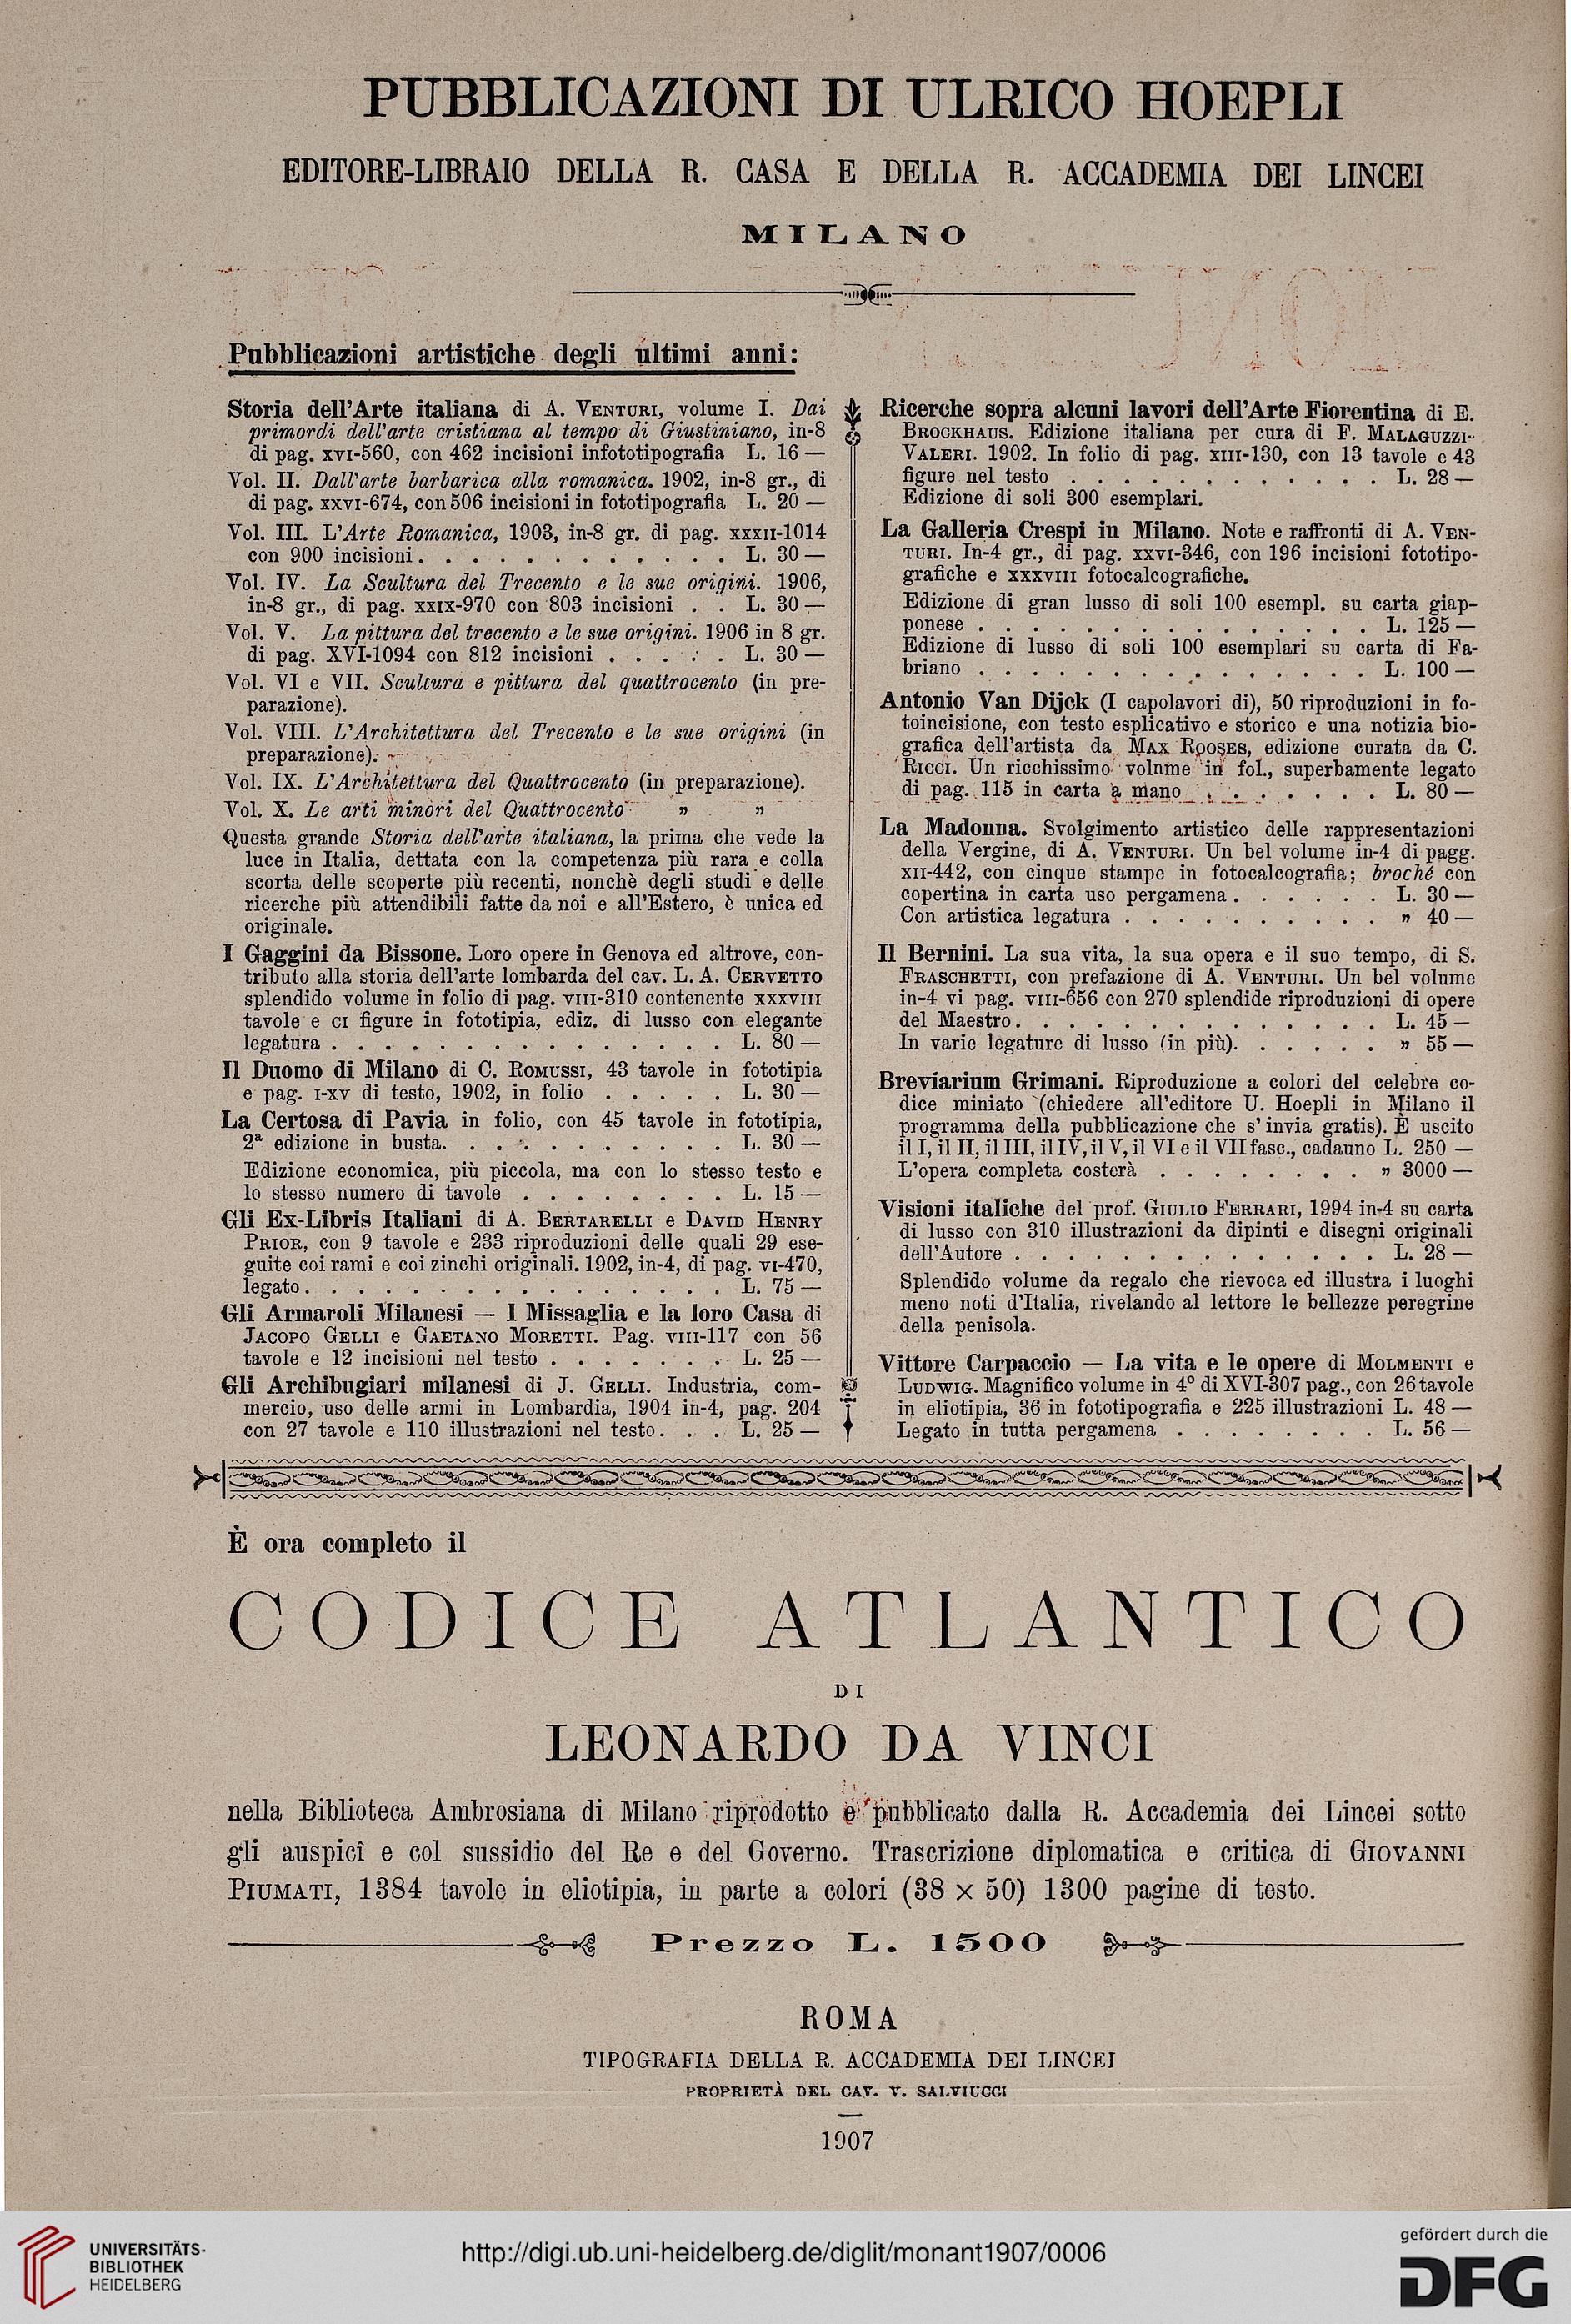 PUBBLICAZIONI DI ULRICO HOEPLI
EDITORE-LIBRAIO DELLA R. CASA E DELLA R. ACCADEMIA DEI LINCEI
MILANO
Pubblicazioni artistiche degli ultimi anni:
Storia dell'Arte italiana di A. VENTURI, volume I. Dai
primordi dell'arte cristiana al tempo di Giustiniano, in-8
di pag. XVI-560, con 462 incisioni infototipografia L. 16 —
Vol. II. Dall'arte barbarica alla romanica. 1902, in-8 gr., di
di pag. XXVI-674, con 506 incisioni in fototipografia L. 20 —
Vol. III. L'Arte Romanica, 1903, in-8 gr. di pag. XXXII-1014
con 900 incisioni . . . . . . . . . . . . L. 30 —
Vol. IV. La Scultura del Trecento e le sue origini. 1906,
in-8 gr., di pag. XXIX-970 con 803 incisioni . . L. 30 —
Vol. V. La pittura del trecento e le sue origini. 1906 in 8 gr.
di pag. XVI-1094 con 812 incisioni . . . . . L. 30 —
Vol. VI e VII. Scultura e pittura del quattrocento (in pre-
parazione).
Vol. VIII. L'Architettura del Trecento e le sue origini (in
preparazione).
Vol. IX. L'Architettura del Quattrocento (in preparazione).
Vol. X. Le arti minori del Quattrocento » »
Questa grande Storia dell'arte italiana, la prima che vede la
luce in Italia, dettata con la competenza più rara e colla
scorta delle scoperte più recenti, nonchè degli studi e delle
ricerche più attendibili fatte da noi e all'Estero, è unica ed
originale.
I Gaggini da Bissone. Loro opere in Genova ed altrove, con-
tributo alla storia dell'arte lombarda del cav. L. A. CERVETTO
splendido volume in folio di pag. VIII-310 contenente XXXVIII
tavole e CI figure in fototipia, ediz. di lusso con elegante
legatura . . . . . . . . . . . . . . . L. 80 —
Il Duomo di Milano di C. ROMUSSI, 43 tavole in fototipia
e pag. I-XV di testo, 1902, in folio . . . . . L. 30 —
La Certosa di Pavia in folio, con 45 tavole in fototipia,
2ª edizione in busta. . . . . . . . . . . L. 30 —
Edizione economica, più piccola, ma con lo stesso testo e
lo stesso numero di tavole . . . . . . . . L. 15 —
Gli Ex-Libris Italiani di A. BERTARELLI e DAVID HENRY
PRIOR, con 9 tavole e 233 riproduzioni delle quali 29 ese-
guite coi rami e coi zinchi originali. 1902, in-4, di pag. VI-470,
legato . . . . . . . . . . . . . . . . L. 75 —
Gli Armaroli Milanesi — I Missaglia e la loro Casa di
JACOPO GELLI e GAETANO MORETTI. Pag. VIII-117 con 56
tavole e 12 incisioni nel testo . . . . . . . L. 25 —
Gli Archibugiari milanesi di J. GELLI. Industria, com-
mercio, uso delle armi in Lombardia, 1904 in-4, pag. 204
con 27 tavole e 110 illustrazioni nel testo. . . L. 25 —
Ricerche sopra alcuni lavori dell'Arte Fiorentina di E.
BROCKHAUS. Edizione italiana per cura di F. MALAGUZZI-
VALERI. 1902. In folio di pag. XIII-130, con 13 tavole e 43
figure nel testo . . . . . . . . . . . . L. 28 —
Edizione di soli 300 esemplari.
La Galleria Crespi in Milano. Note e raffronti di A. VEN-
TURI. In-4 gr., di pag. XXVI-346, con 196 incisioni fototipo-
grafiche e XXXVIII fotocalcografiche.
Edizione di gran lusso di soli 100 esempl. su carta giap-
ponese . . . . . . . . . . . . . . . L. 125 —
Edizione di lusso di soli 100 esemplari su carta di Fa-
briano . . . . . . . . . . . . . . . L. 100 —
Antonio Van Dijck (I capolavori di), 50 riproduzioni in fo-
toincisione, con testo esplicativo e storico e una notizia bio-
grafica dell'artista da MAX ROOSES, edizione curata da C.
RICCI. Un ricchissimo volnme in fol., superbamente legato
di pag. 115 in carta a mano . . . . . . . L. 80 —
La Madonna. Svolgimento artistico delle rappresentazioni
della Vergine, di A. VENTURI. Un bel volume in-4 di pagg.
XII-442, con cinque stampe in fotocalcografia; broché con
copertina in carta uso pergamena . . . . . . L. 30 —
Con artistica legatura . . . . . . . . . . » 40 —
Il Bernini. La sua vita, la sua opera e il suo tempo, di S.
FRASCHETTI, con prefazione di A. VENTURI. Un bel volume
in-4 vi pag. VIII-656 con 270 splendide riproduzioni di opere
del Maestro. . . . . . . . . . . . . . . L. 45 —
In varie legature di lusso (in più). . . . . . » 55 —
Breviarium Grimani. Riproduzione a colori del celebre co-
dice miniato (chiedere all'editore U. Hoepli in Milano il
programma della pubblicazione che s'invia gratis). È uscito
il I, il II, il III, il IV, il V, il VI e il VII fasc., cadauno L. 250 —
L'opera completa costerà . . . . . . . . » 3000 —
Visioni italiche del prof. GIULIO FERRARI, 1994 in-4 su carta
di lusso con 310 illustrazioni da dipinti e disegni originali
dell'Autore . . . . . . . . . . . . . . L. 28 —
Splendido volume da regalo che rievoca ed illustra i luoghi
meno noti d'Italia, rivelando al lettore le bellezze peregrine
della penisola.
Vittore Carpaccio — La vita e le opere di MOLMENTI e
LUDWIG. Magnifico volume in 4° di XVI-307 pag., con 26 tavole
in eliotipia, 36 in fototipografia e 225 illustrazioni L. 48 —
Legato in tutta pergamena . . . . . . . . L. 56 —
È ora completo il
CODICE ATLANTICO
DI
LEONARDO DA VINCI
nella Biblioteca Ambrosiana di Milano riprodotto e pubblicato dalla R. Accademia dei Lincei sotto
gli auspicî e col sussidio del Re e del Governo. Trascrizione diplomatica e critica di GIOVANNI
PIUMATI, 1384 tavole in eliotipia, in parte a colori (38 × 50) 1300 pagine di testo.
Prezzo L. 1500
ROMA
TIPOGRAFIA DELLA R. ACCADEMIA DEI LINCEI
PROPRIETÀ DEL CAV. V. SALVIUCCI
1907
UNIVERSITÄTS-
BIBLIOTHEK
HEIDELBERG
http://digi.ub.uni-heidelberg.de/diglit/monant1907/0006
gefördert durch die
DFG